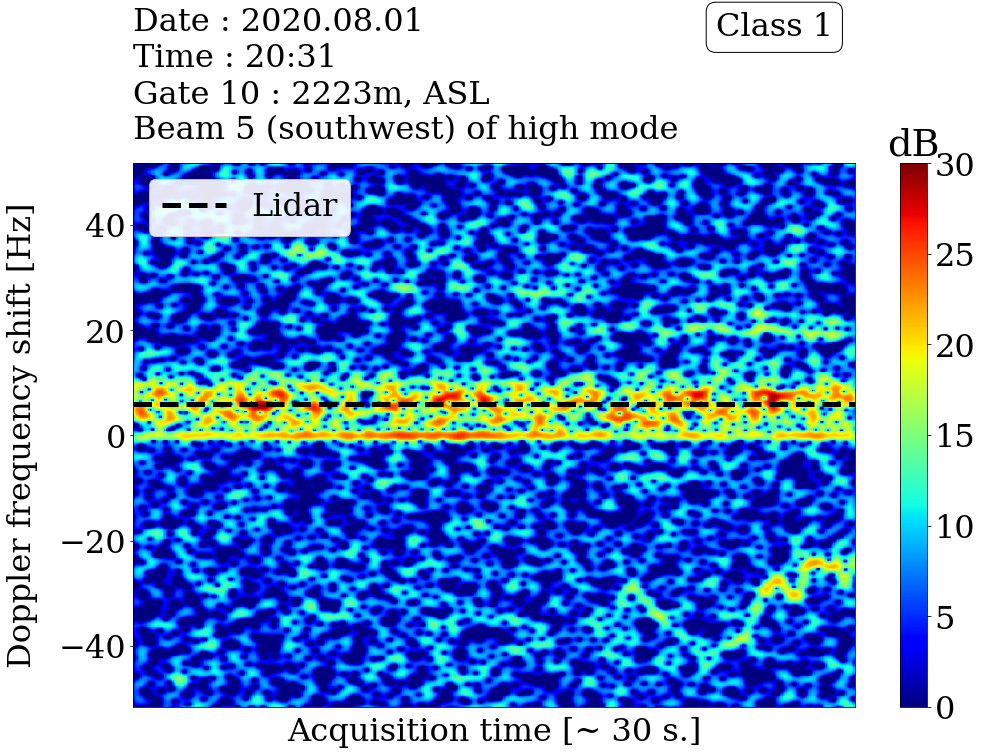 Date : 2020.08.01
Time : 20:31
Gate 10 : 2223m, ASL
Beam 5 (southwest) of high mode
Class 1
dB
Lidar
Doppler frequency shift [Hz]
40
20
0
−20
−40
30
25
20
15
10
5
0
Acquisition time [~ 30 s.]